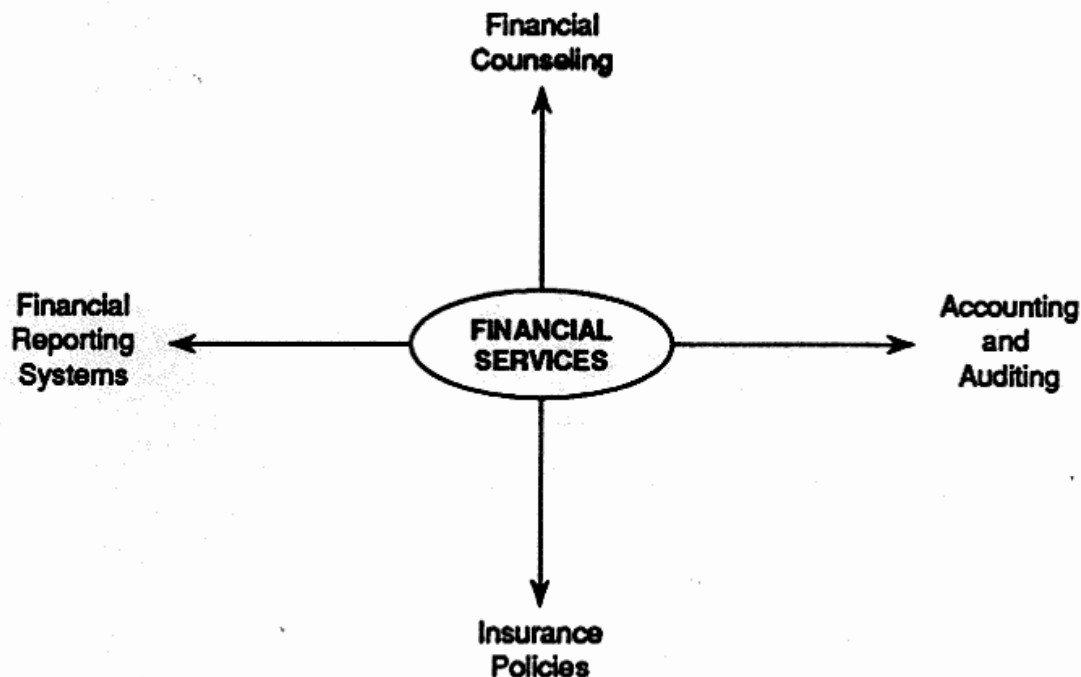 Financial
Counseling
Financial
Reporting
Systems
FINANCIAL
SERVICES
Accounting
and
Auditing
Insurance
Policies